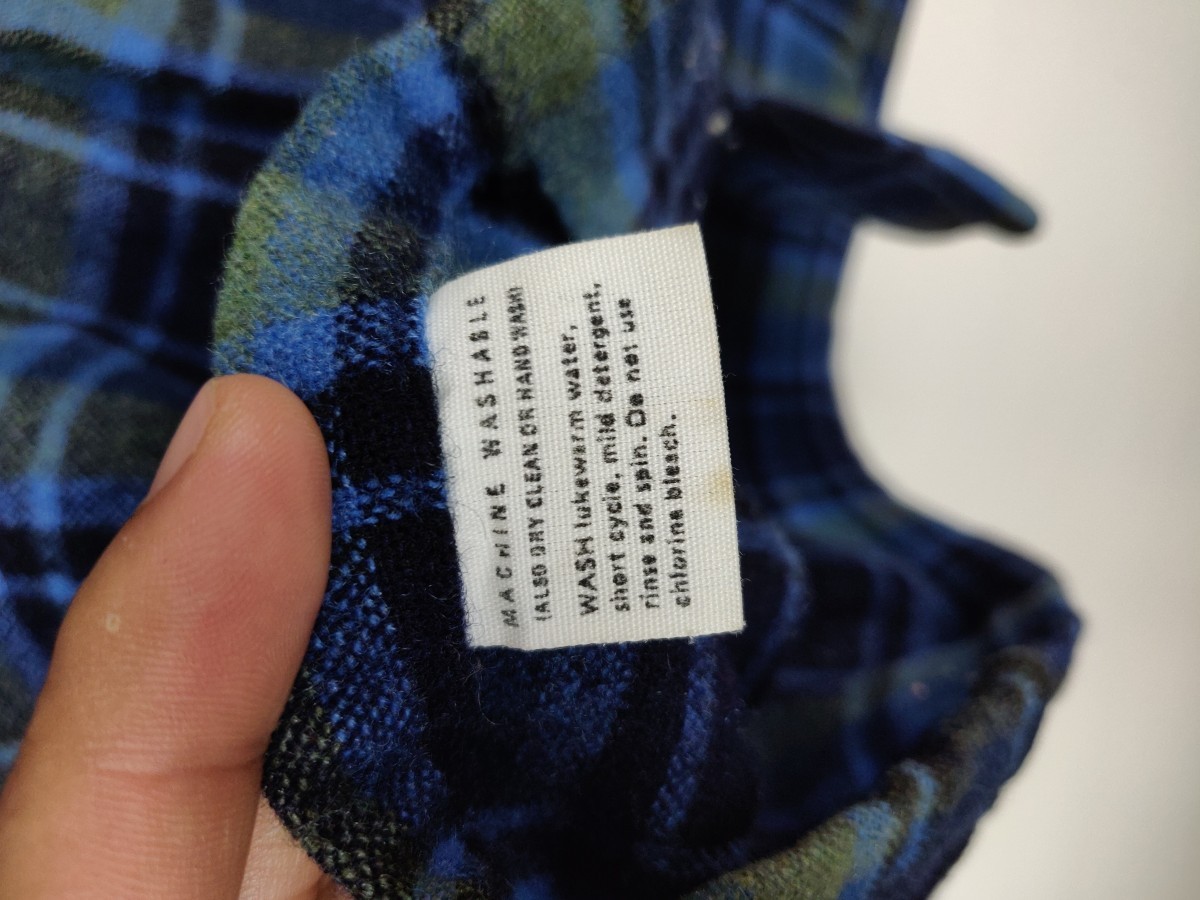 MACHINE WASHABLE
(ALSO DRY CLEAN OR HAND WASH)
WASH lukewarm water,
short cycle, mild detergent,
rinse and spin. Do not use
chlorine bleach.